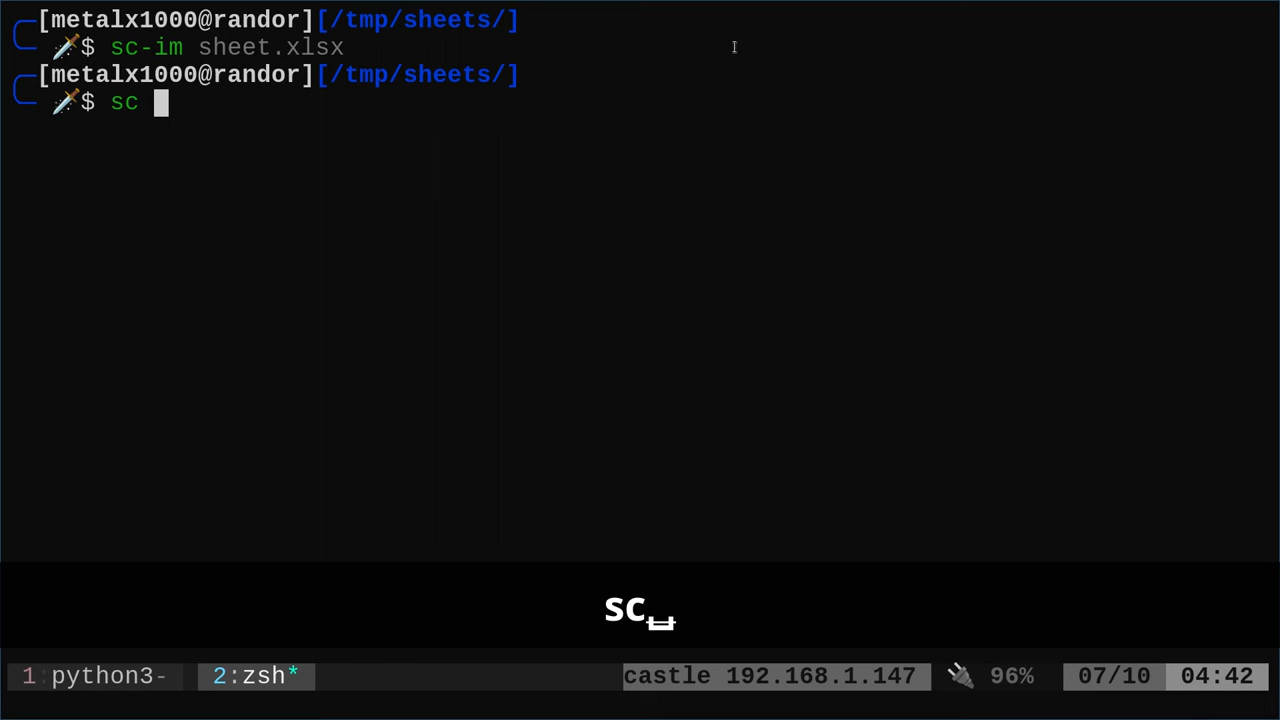 [metalx1000@randor][/tmp/sheets/]
🗡️$ sc-im sheet.xlsx
[metalx1000@randor][/tmp/sheets/]
🗡️$ sc
sc␣
1:python3- 2:zsh* castle 192.168.1.147 🔌 96% 07/10 04:42